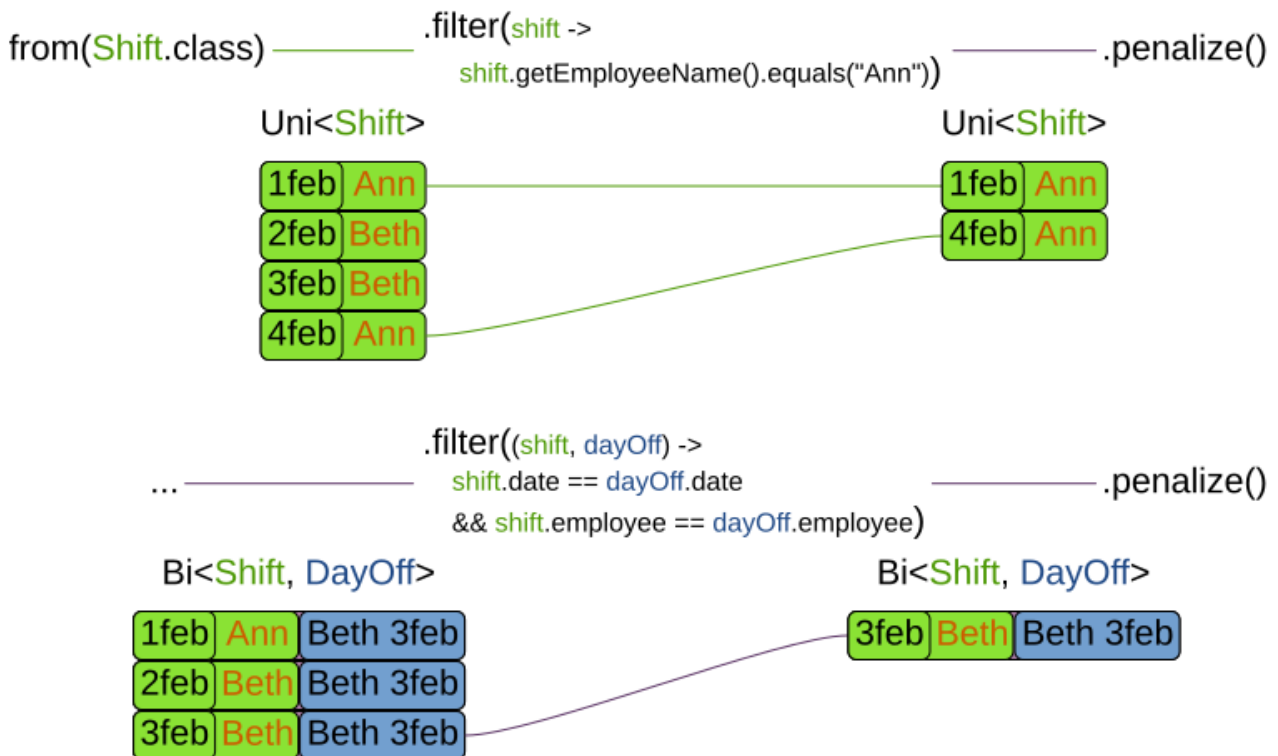 from(Shift.class)
.filter(shift ->
shift.getEmployeeName().equals("Ann"))
.penalize()
Uni<Shift>
Uni<Shift>
1feb Ann
1feb Ann
2feb Beth
4feb Ann
3feb Beth
4feb Ann
.filter((shift, dayOff) ->
...
shift.date == dayOff.date
.penalize()
&& shift.employee == dayOff.employee)
Bi<Shift, DayOff>
Bi<Shift, DayOff>
1feb Ann Beth 3feb
3feb Beth Beth 3feb
2feb Beth Beth 3feb
3feb Beth Beth 3feb